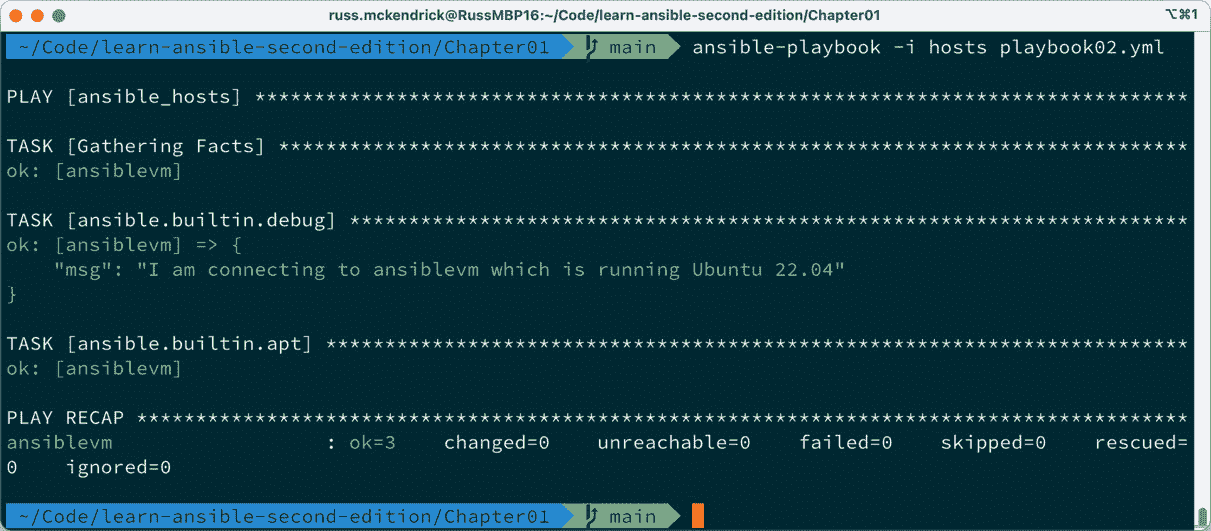 russ.mckendrick@RussMBP16:~/Code/learn-ansible-second-edition/Chapter01 ⌥⌘1
~/Code/learn-ansible-second-edition/Chapter01 main ansible-playbook -i hosts playbook02.yml
PLAY [ansible_hosts] *******************************************************************************
TASK [Gathering Facts] *****************************************************************************
ok: [ansiblevm]
TASK [ansible.builtin.debug] ***********************************************************************
ok: [ansiblevm] => {
    "msg": "I am connecting to ansiblevm which is running Ubuntu 22.04"
}
TASK [ansible.builtin.apt] *************************************************************************
ok: [ansiblevm]
PLAY RECAP *****************************************************************************************
ansiblevm                  : ok=3    changed=0    unreachable=0    failed=0    skipped=0    rescued=
0    ignored=0
~/Code/learn-ansible-second-edition/Chapter01 main